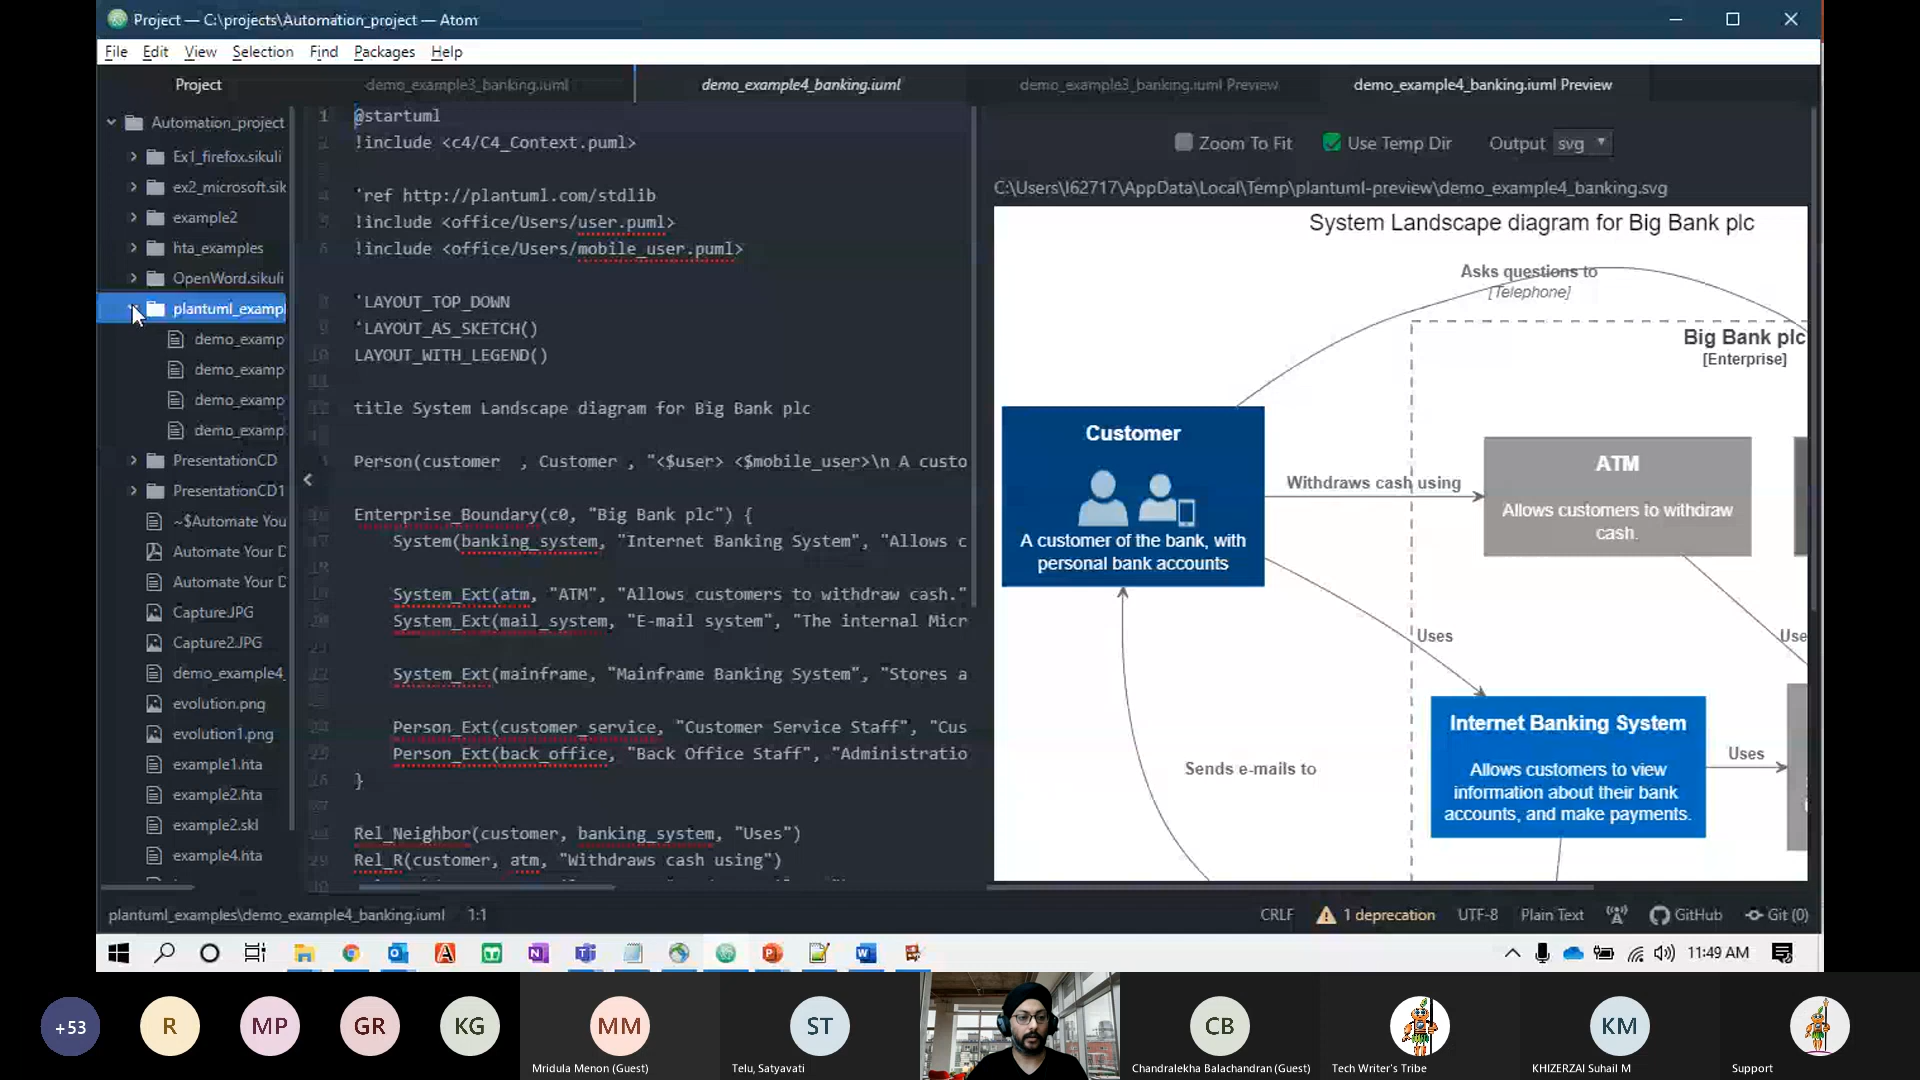 Project — C:\projects\Automation_project — Atom
File Edit View Selection Find Packages Help
Project
demo_example3_banking.iuml
demo_example4_banking.iuml
demo_example3_banking.iuml Preview
demo_example4_banking.iuml Preview
Automation_project
Ex1_firefox.sikuli
ex2_microsoft.sik
example2
hta_examples
OpenWord.sikuli
plantuml_exampl
demo_examp
demo_examp
demo_examp
demo_examp
PresentationCD
PresentationCD1
~$Automate You
Automate Your D
Automate Your D
Capture.JPG
Capture2.JPG
demo_example4_
evolution.png
evolution1.png
example1.hta
example2.hta
example2.skl
example4.hta
@startuml
!include <c4/C4_Context.puml>
'ref http://plantuml.com/stdlib
!include <office/Users/user.puml>
!include <office/Users/mobile_user.puml>
`LAYOUT_TOP_DOWN
'LAYOUT_AS_SKETCH()
LAYOUT_WITH_LEGEND()
title System Landscape diagram for Big Bank plc
Person(customer , Customer , "<$user> <$mobile_user>\n A custo
Enterprise_Boundary(c0, "Big Bank plc") {
System(banking_system, "Internet Banking System", "Allows c
System_Ext(atm, "ATM", "Allows customers to withdraw cash."
System_Ext(mail_system, "E-mail system", "The internal Micr
System_Ext(mainframe, "Mainframe Banking System", "Stores a
Person_Ext(customer_service, "Customer Service Staff", "Cus
Person_Ext(back_office, "Back Office Staff", "Administratio
}
Rel_Neighbor(customer, banking_system, "Uses")
Rel_R(customer, atm, "Withdraws cash using")
Zoom To Fit Use Temp Dir Output svg
C:\Users\I62717\AppData\Local\Temp\plantuml-preview\demo_example4_banking.svg
System Landscape diagram for Big Bank plc
Asks questions to
[Telephone]
Big Bank plc
[Enterprise]
Customer
A customer of the bank, with
personal bank accounts
Withdraws cash using
ATM
Allows customers to withdraw
cash.
Uses
Use
Internet Banking System
Allows customers to view
information about their bank
accounts, and make payments.
Uses
Sends e-mails to
plantuml_examples\demo_example4_banking.iuml 1:1
CRLF 1 deprecation UTF-8 Plain Text GitHub Git (0)
11:49 AM
+53 R MP GR KG MM ST CB KM
Mridula Menon (Guest)
Telu, Satyavati
Chandralekha Balachandran (Guest)
Tech Writer's Tribe
KHIZERZAI Suhail M
Support